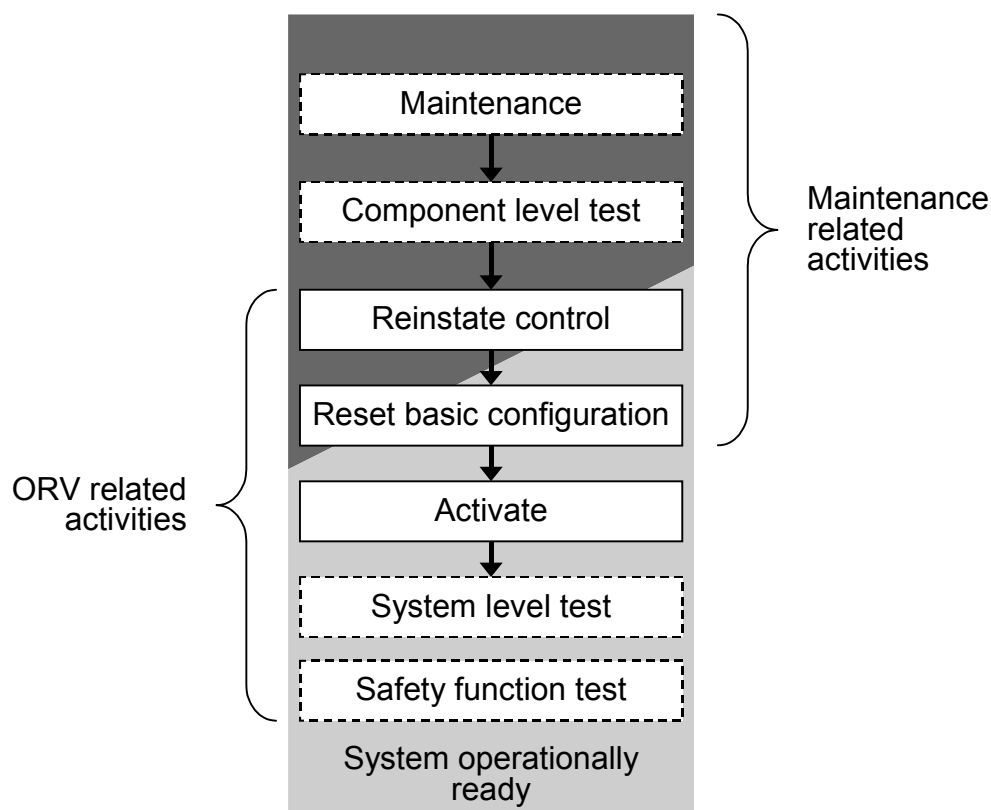 Maintenance
Component level test
Reinstate control
Reset basic configuration
Activate
System level test
Safety function test
System operationally
ready
Maintenance
related
activities
ORV related
activities